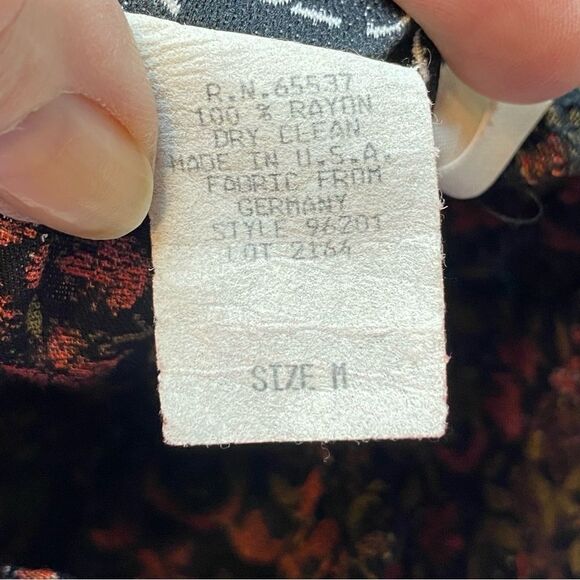 R.N.65537
100 % RAYON
DRY CLEAN
MADE IN U.S.A.
FABRIC FROM
GERMANY
STYLE 96201
LOT 2164
SIZE M